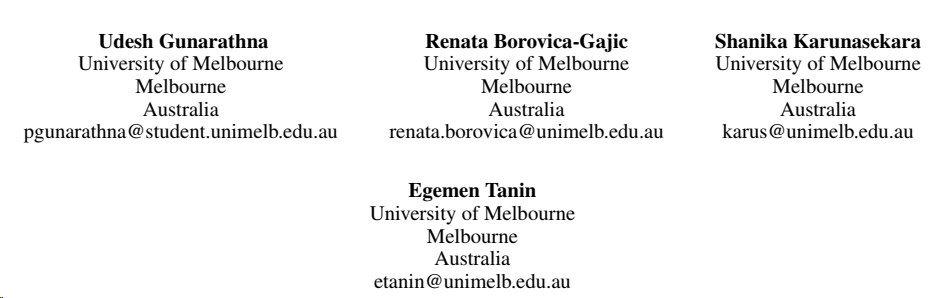 Udesh Gunarathna
University of Melbourne
Melbourne
Australia
pgunarathna@student.unimelb.edu.au
Renata Borovica-Gajic
University of Melbourne
Melbourne
Australia
renata.borovica@unimelb.edu.au
Shanika Karunasekara
University of Melbourne
Melbourne
Australia
karus@unimelb.edu.au
Egemen Tanin
University of Melbourne
Melbourne
Australia
etanin@unimelb.edu.au